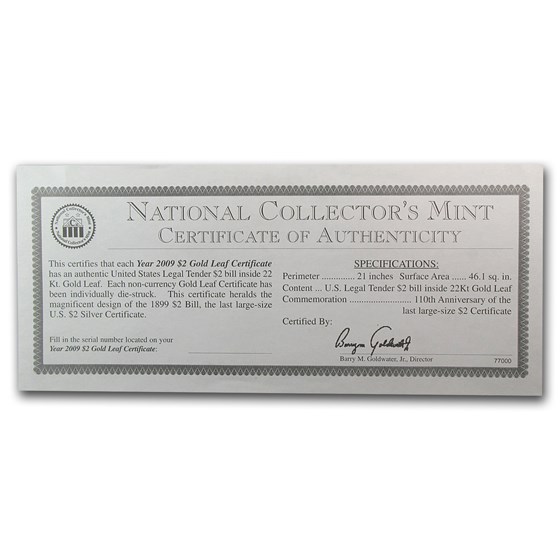 NATIONAL COLLECTOR'S MINT
CERTIFICATE OF AUTHENTICITY
This certifies that each Year 2009 $2 Gold Leaf Certificate
has an authentic United States Legal Tender $2 bill inside 22
Kt. Gold Leaf. Each non-currency Gold Leaf Certificate has
been individually die-struck. This certificate heralds the
magnificent design of the 1899 $2 Bill, the last large-size
U.S. $2 Silver Certificate.
Fill in the serial number located on your
Year 2009 $2 Gold Leaf Certificate:
SPECIFICATIONS:
Perimeter ............. 21 inches Surface Area ...... 46.1 sq. in.
Content ... U.S. Legal Tender $2 bill inside 22Kt Gold Leaf
Commemoration ......................... 110th Anniversary of the
last large-size $2 Certificate
Certified By:
Barry M. Goldwater, Jr., Director
77000